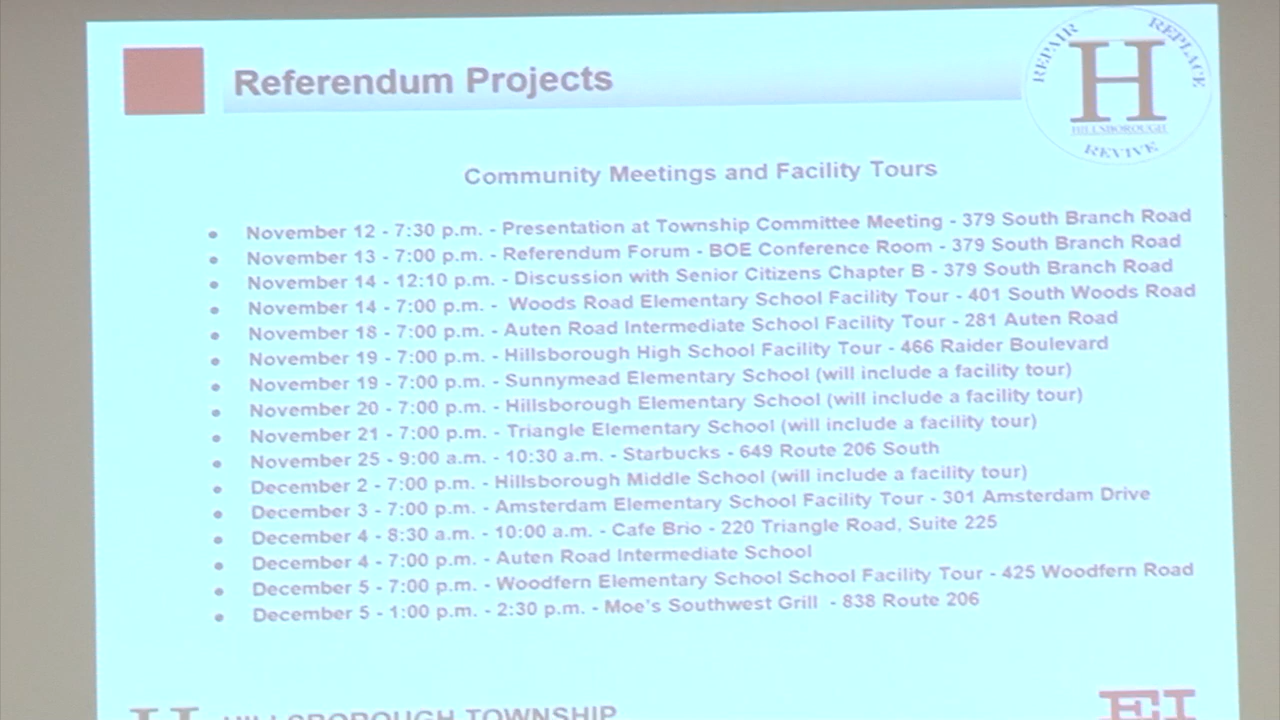 Referendum Projects
REPAIR
REPLACE
H
HILLSBOROUGH
REVIVE
Community Meetings and Facility Tours
• November 12 - 7:30 p.m. - Presentation at Township Committee Meeting - 379 South Branch Road
• November 13 - 7:00 p.m. - Referendum Forum - BOE Conference Room - 379 South Branch Road
• November 14 - 12:10 p.m. - Discussion with Senior Citizens Chapter B - 379 South Branch Road
• November 14 - 7:00 p.m. - Woods Road Elementary School Facility Tour - 401 South Woods Road
• November 18 - 7:00 p.m. - Auten Road Intermediate School Facility Tour - 281 Auten Road
• November 19 - 7:00 p.m. - Hillsborough High School Facility Tour - 466 Raider Boulevard
• November 19 - 7:00 p.m. - Sunnymead Elementary School (will include a facility tour)
• November 20 - 7:00 p.m. - Hillsborough Elementary School (will include a facility tour)
• November 21 - 7:00 p.m. - Triangle Elementary School (will include a facility tour)
• November 25 - 9:00 a.m. - 10:30 a.m. - Starbucks - 649 Route 206 South
• December 2 - 7:00 p.m. - Hillsborough Middle School (will include a facility tour)
• December 3 - 7:00 p.m. - Amsterdam Elementary School Facility Tour - 301 Amsterdam Drive
• December 4 - 8:30 a.m. - 10:00 a.m. - Cafe Brio - 220 Triangle Road, Suite 225
• December 4 - 7:00 p.m. - Auten Road Intermediate School
• December 5 - 7:00 p.m. - Woodfern Elementary School School Facility Tour - 425 Woodfern Road
• December 5 - 1:00 p.m. - 2:30 p.m. - Moe's Southwest Grill - 838 Route 206
HILLSBOROUGH TOWNSHIP